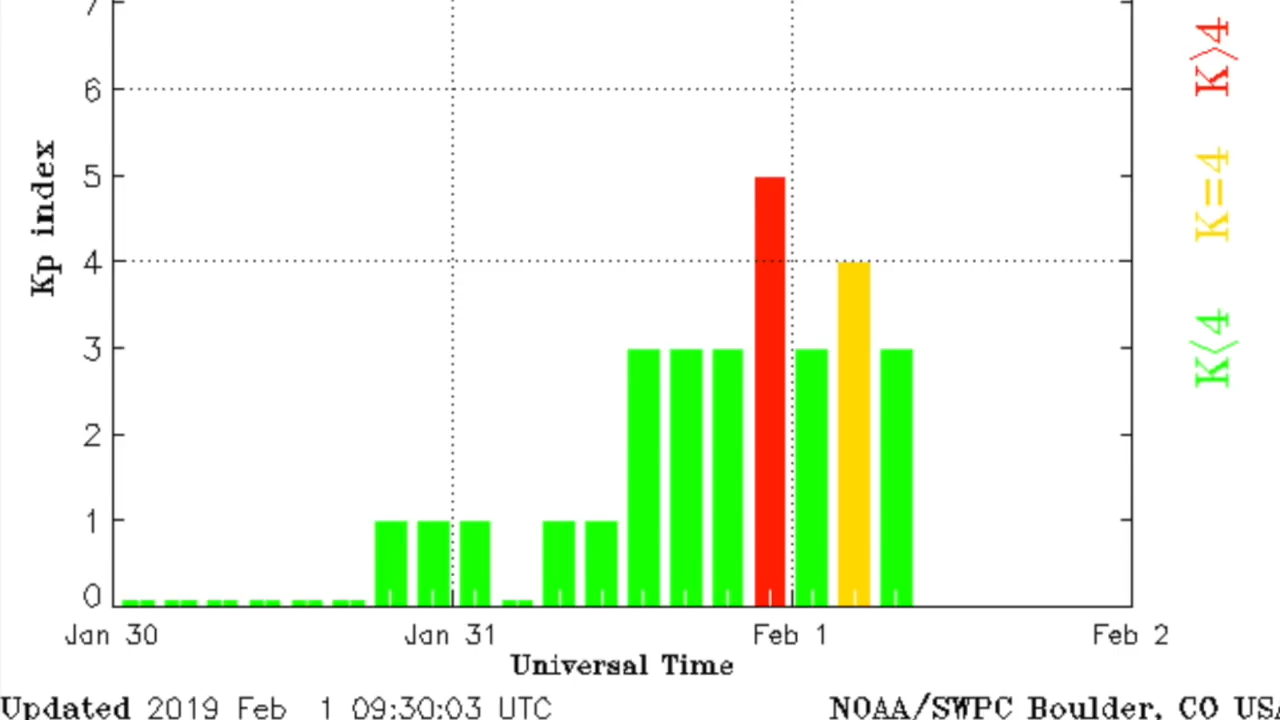 7
6
5
4
3
2
1
0
Kp index
K>4
K=4
K<4
Jan 30 Jan 31 Feb 1 Feb 2
Universal Time
Updated 2019 Feb 1 09:30:03 UTC
NOAA/SWPC Boulder, CO USA